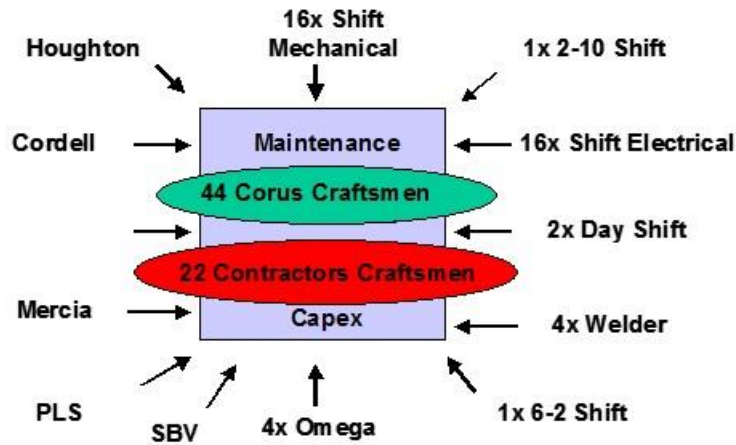 16x Shift
Mechanical
Houghton
1x 2-10 Shift
Cordell
Maintenance
16x Shift Electrical
44 Corus Craftsmen
2x Day Shift
22 Contractors Craftsmen
Mercia
Capex
4x Welder
PLS
SBV
4x Omega
1x 6-2 Shift